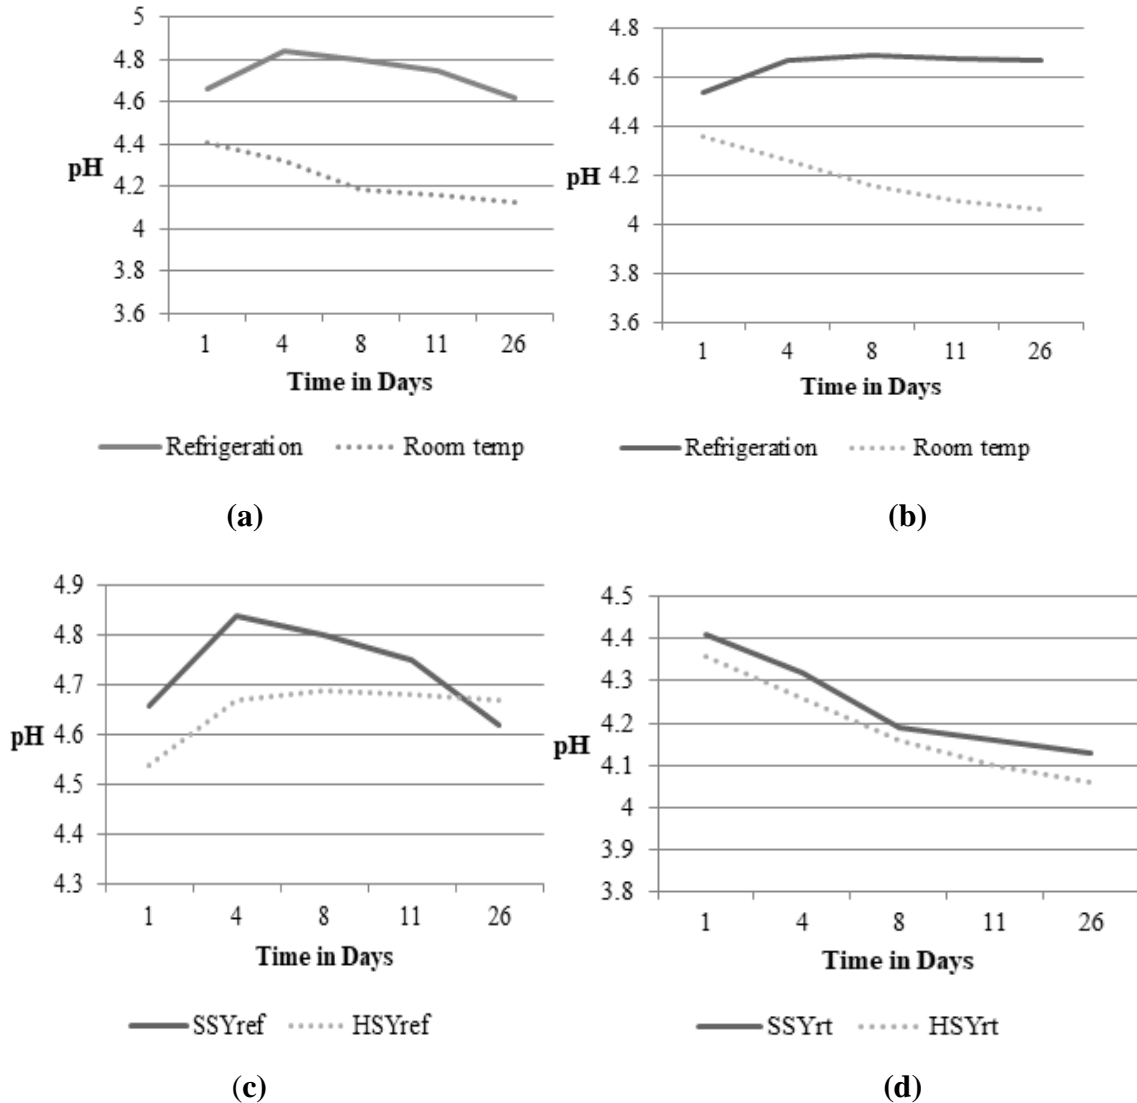 5
4.8
4.6
4.4
4.2
4
3.8
3.6
pH
1 4 8 11 26
Time in Days
Refrigeration Room temp
(a)
4.8
4.6
4.4
4.2
4
3.8
3.6
pH
1 4 8 11 26
Time in Days
Refrigeration Room temp
(b)
4.9
4.8
4.7
4.6
4.5
4.4
4.3
pH
1 4 8 11 26
Time in Days
SSYref HSYref
(c)
4.5
4.4
4.3
4.2
4.1
4
3.9
3.8
pH
1 4 8 11 26
Time in Days
SSYrt HSYrt
(d)